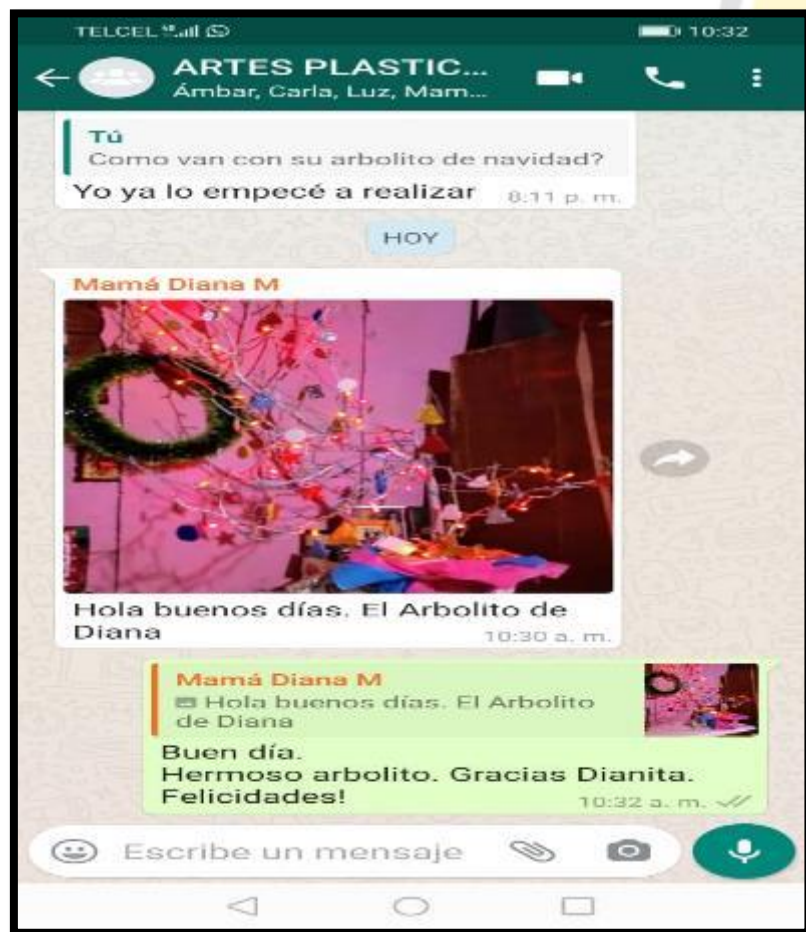 TELCEL 10:32
ARTES PLASTIC...
Ámbar, Carla, Luz, Mam...
Tú
Como van con su arbolito de navidad?
Yo ya lo empecé a realizar 8:11 p. m.
HOY
Mamá Diana M
Hola buenos días. El Arbolito de
Diana 10:30 a. m.
Mamá Diana M
Hola buenos días. El Arbolito
de Diana
Buen día.
Hermoso arbolito. Gracias Dianita.
Felicidades! 10:32 a. m.
Escribe un mensaje